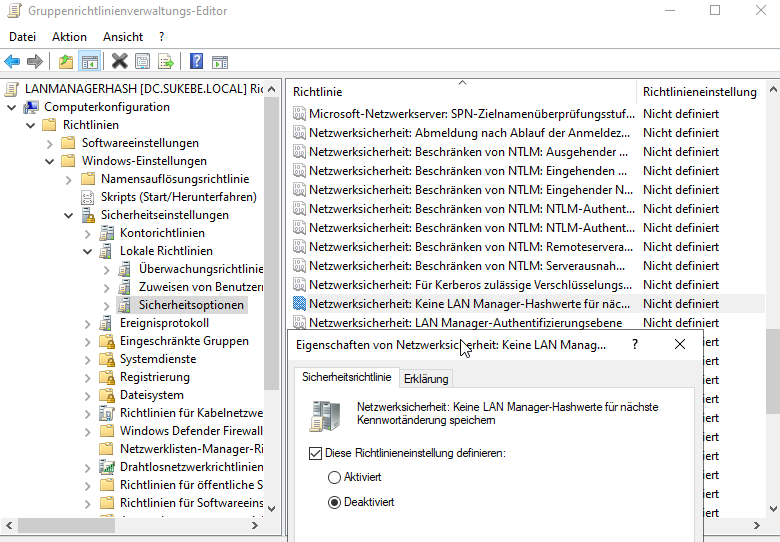 Gruppenrichtlinienverwaltungs-Editor
Datei Aktion Ansicht ?
LANMANAGERHASH [DC.SUKEBE.LOCAL] Ric
Computerkonfiguration
Richtlinien
Softwareeinstellungen
Windows-Einstellungen
Namensauflösungsrichtlinie
Skripts (Start/Herunterfahren)
Sicherheitseinstellungen
Kontorichtlinien
Lokale Richtlinien
Überwachungsrichtlinie
Zuweisen von Benutzern
Sicherheitsoptionen
Ereignisprotokoll
Eingeschränkte Gruppen
Systemdienste
Registrierung
Dateisystem
Richtlinien für Kabelnetzwe
Windows Defender Firewall
Netzwerklisten-Manager-Ri
Drahtlosnetzwerkrichtlinien
Richtlinien für öffentliche S
Richtlinien für Softwareeins
Richtlinie Richtlinieneinstellung
Microsoft-Netzwerkserver: SPN-Zielnamenüberprüfungsstuf... Nicht definiert
Netzwerksicherheit: Abmeldung nach Ablauf der Anmeldez... Nicht definiert
Netzwerksicherheit: Beschränken von NTLM: Ausgehender ... Nicht definiert
Netzwerksicherheit: Beschränken von NTLM: Eingehenden ... Nicht definiert
Netzwerksicherheit: Beschränken von NTLM: Eingehender N... Nicht definiert
Netzwerksicherheit: Beschränken von NTLM: NTLM-Authent... Nicht definiert
Netzwerksicherheit: Beschränken von NTLM: NTLM-Authent... Nicht definiert
Netzwerksicherheit: Beschränken von NTLM: Remoteservera... Nicht definiert
Netzwerksicherheit: Beschränken von NTLM: Serverausnah... Nicht definiert
Netzwerksicherheit: Für Kerberos zulässige Verschlüsselungs... Nicht definiert
Netzwerksicherheit: Keine LAN Manager-Hashwerte für näc... Nicht definiert
Netzwerksicherheit: LAN Manager-Authentifizierungsebene Nicht definiert
Eigenschaften von Netzwerksicherheit: Keine LAN Manag... ?
Sicherheitsrichtlinie Erklärung
Netzwerksicherheit: Keine LAN Manager-Hashwerte für nächste
Kennwortänderung speichern
Diese Richtlinieneinstellung definieren:
Aktiviert
Deaktiviert